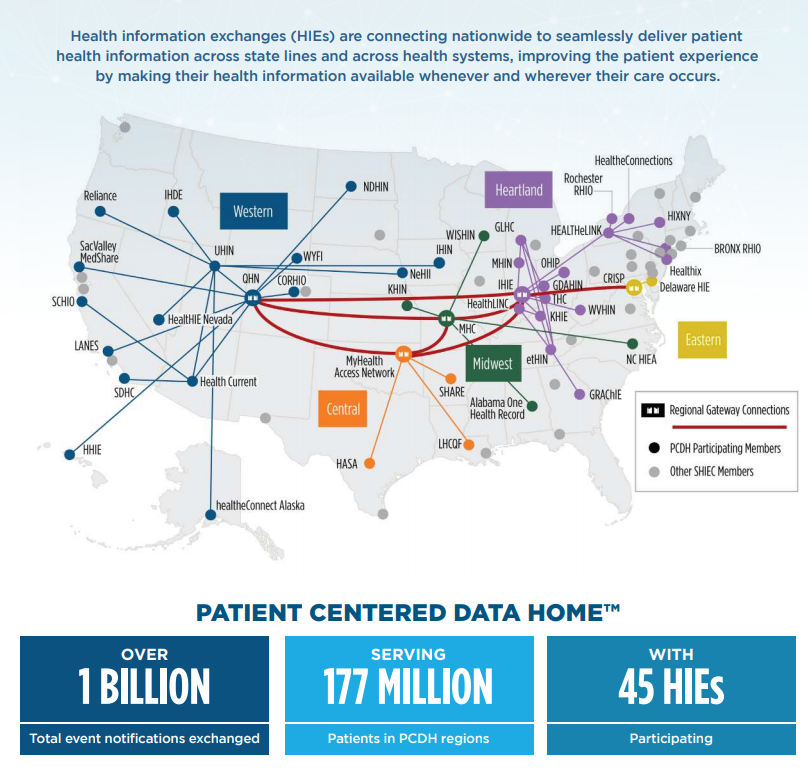 Health information exchanges (HIEs) are connecting nationwide to seamlessly deliver patient
health information across state lines and across health systems, improving the patient experience
by making their health information available whenever and wherever their care occurs.
HealtheConnections
Rochester
RHIO
Heartland
NDHIN
Reliance
IHDE
Western
HIXNY
GLHC
WISHIN
HEALTHeLINK
SacValley
MedShare
UHIN
WYFI
IHIN
BRONX RHIO
MHIN
OHIP
NeHII
Healthix
QHN
CORHIO
CRISP
KHIN
IHIE
GDAHIN
Delaware HIE
SCHIO
HealthLINC
THC
WVHIN
HealtHIE Nevada
KHIE
MHC
Eastern
LANES
MyHealth
Access Network
Midwest
etHIN
NC HIEA
Health Current
SDHC
SHARE
GRAChIE
Central
Alabama One
Health Record
Regional Gateway Connections
LHCQF
PCDH Participating Members
HHIE
HASA
Other SHIEC Members
healtheConnect Alaska
PATIENT CENTERED DATA HOME™
OVER
1 BILLION
Total event notifications exchanged
SERVING
177 MILLION
Patients in PCDH regions
WITH
45 HIEs
Participating